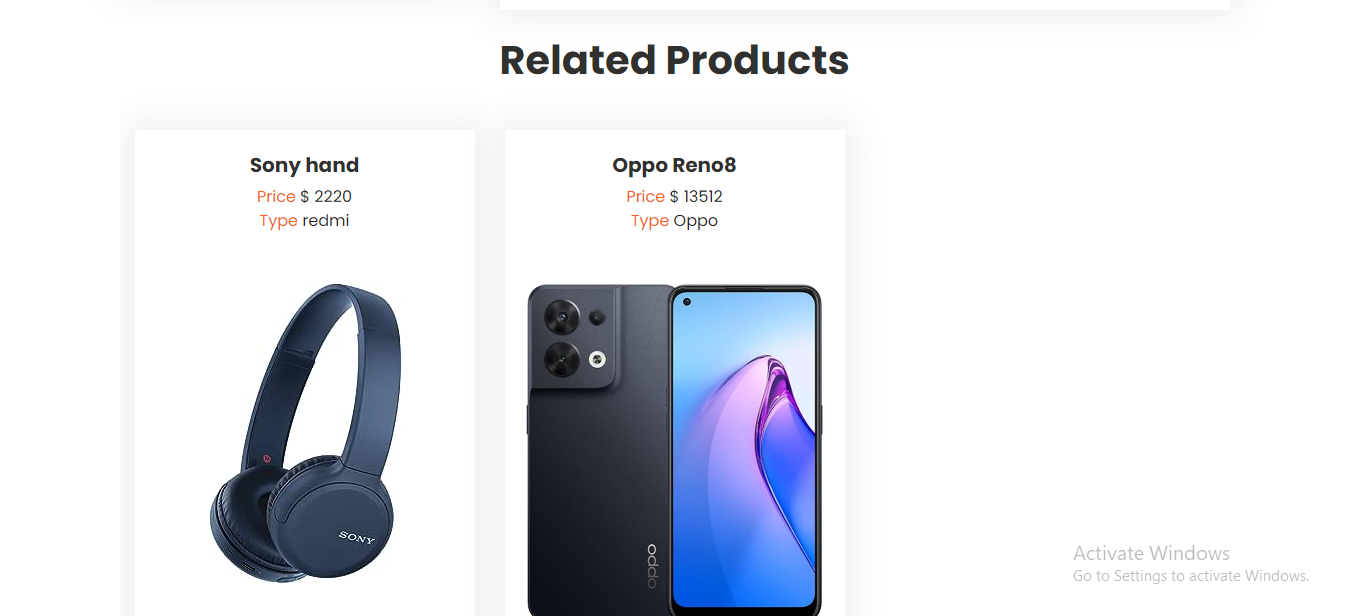 Related Products
Sony hand
Price $ 2220
Type redmi
SONY
Oppo Reno8
Price $ 13512
Type Oppo
oppo
Activate Windows
Go to Settings to activate Windows.